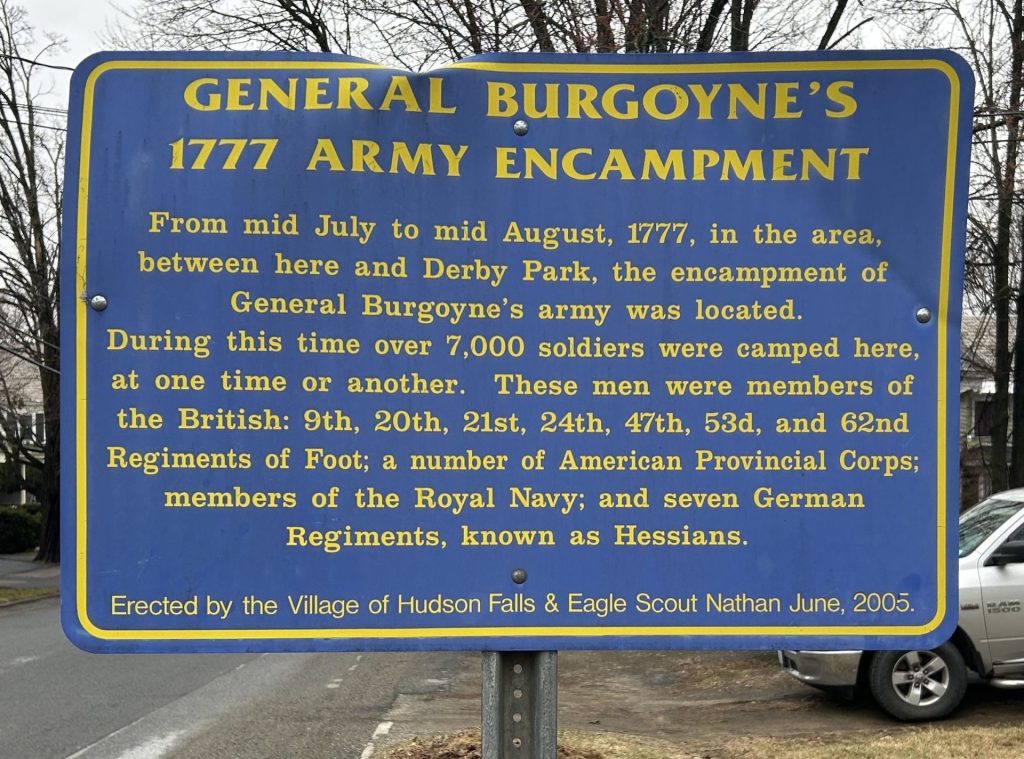 GENERAL BURGOYNE'S
1777 ARMY ENCAMPMENT
From mid July to mid August, 1777, in the area,
between here and Derby Park, the encampment of
General Burgoyne's army was located.
During this time over 7,000 soldiers were camped here,
at one time or another. These men were members of
the British: 9th, 20th, 21st, 24th, 47th, 53d, and 62nd
Regiments of Foot; a number of American Provincial Corps;
members of the Royal Navy; and seven German
Regiments, known as Hessians.
Erected by the Village of Hudson Falls & Eagle Scout Nathan June, 2005.
RAM
1500